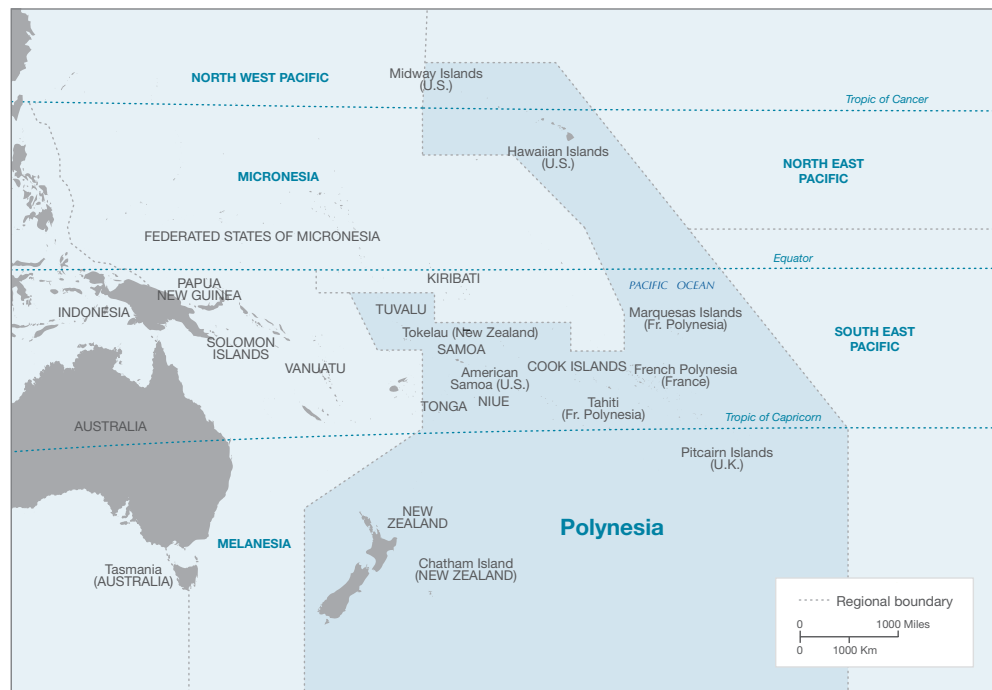 Midway Islands
(U.S.)
NORTH WEST PACIFIC
Tropic of Cancer
Hawaiian Islands
(U.S.)
NORTH EAST
PACIFIC
MICRONESIA
FEDERATED STATES OF MICRONESIA
Equator
KIRIBATI
PAPUA
NEW GUINEA
PACIFIC OCEAN
INDONESIA
TUVALU
Marquesas Islands
(Fr. Polynesia)
SOUTH EAST
PACIFIC
Tokelau (New Zealand)
SOLOMON
ISLANDS
SAMOA
VANUATU
COOK ISLANDS
French Polynesia
(France)
American
Samoa (U.S.)
NIUE
TONGA
Tahiti
(Fr. Polynesia)
Tropic of Capricorn
AUSTRALIA
Pitcairn Islands
(U.K.)
NEW
ZEALAND
Polynesia
MELANESIA
Chatham Island
(NEW ZEALAND)
Tasmania
(AUSTRALIA)
Regional boundary
0 1000 Miles
0 1000 Km